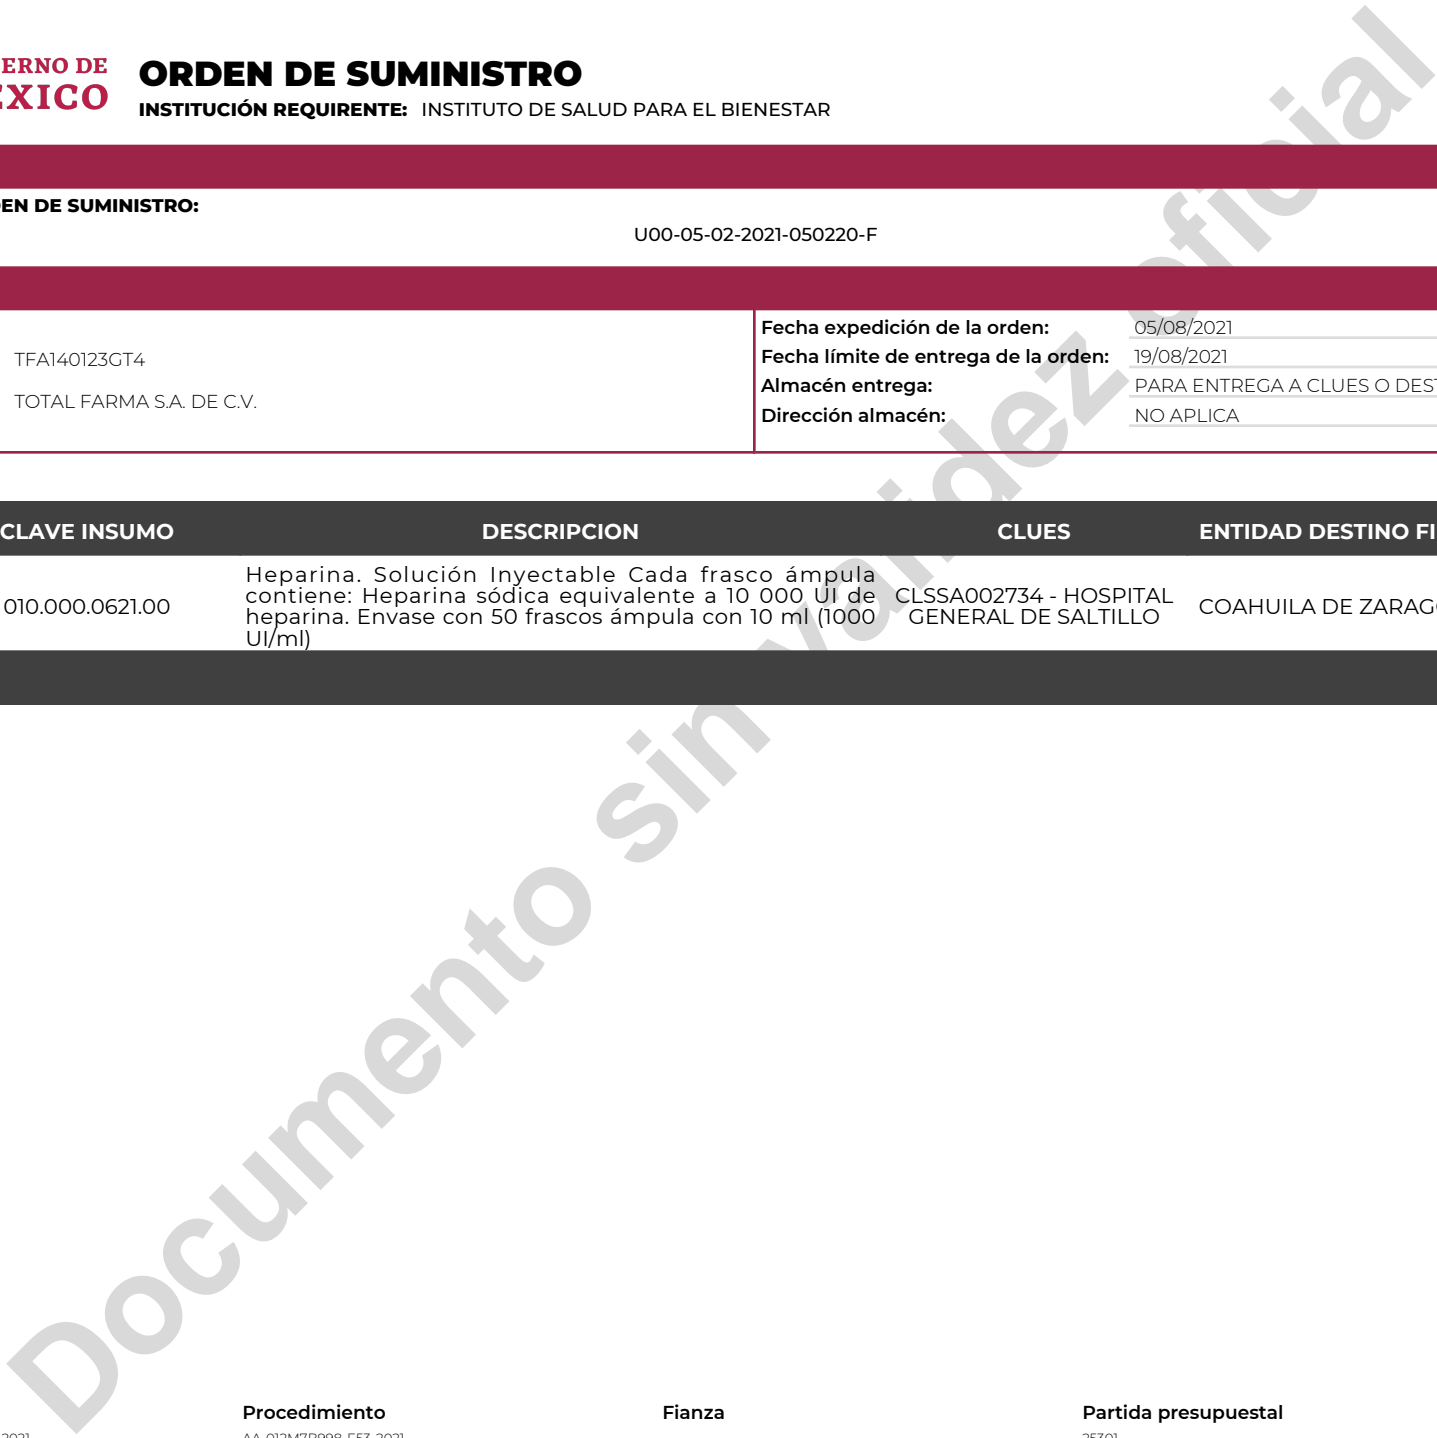 ERNO DE
EXICO
ORDEN DE SUMINISTRO
INSTITUCIÓN REQUIRENTE: INSTITUTO DE SALUD PARA EL BIENESTAR
EN DE SUMINISTRO:
U00-05-02-2021-050220-F
TFA140123GT4
TOTAL FARMA S.A. DE C.V.
Fecha expedición de la orden: 05/08/2021
Fecha límite de entrega de la orden: 19/08/2021
Almacén entrega: PARA ENTREGA A CLUES O DEST
Dirección almacén: NO APLICA
CLAVE INSUMO DESCRIPCION CLUES ENTIDAD DESTINO FI
010.000.0621.00
Heparina. Solución Inyectable Cada frasco ámpula
contiene: Heparina sódica equivalente a 10 000 UI de
heparina. Envase con 50 frascos ámpula con 10 ml (1000
UI/ml)
CLSSA002734 - HOSPITAL
GENERAL DE SALTILLO
COAHUILA DE ZARAG
Documento sin validez oficial
Procedimiento Fianza Partida presupuestal